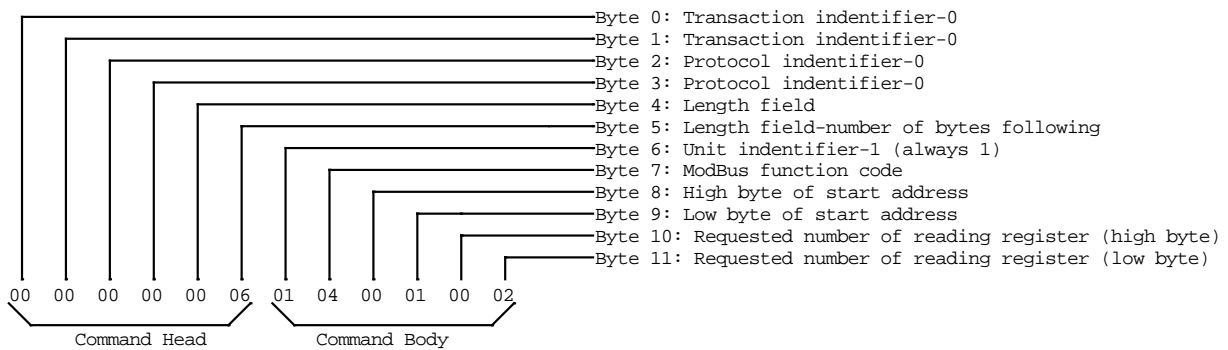 Byte 0: Transaction indentifier-0
Byte 1: Transaction indentifier-0
Byte 2: Protocol indentifier-0
Byte 3: Protocol indentifier-0
Byte 4: Length field
Byte 5: Length field-number of bytes following
Byte 6: Unit indentifier-1 (always 1)
Byte 7: ModBus function code
Byte 8: High byte of start address
Byte 9: Low byte of start address
Byte 10: Requested number of reading register (high byte)
Byte 11: Requested number of reading register (low byte)
00 00 00 00 00 06 01 04 00 01 00 02
Command Head Command Body